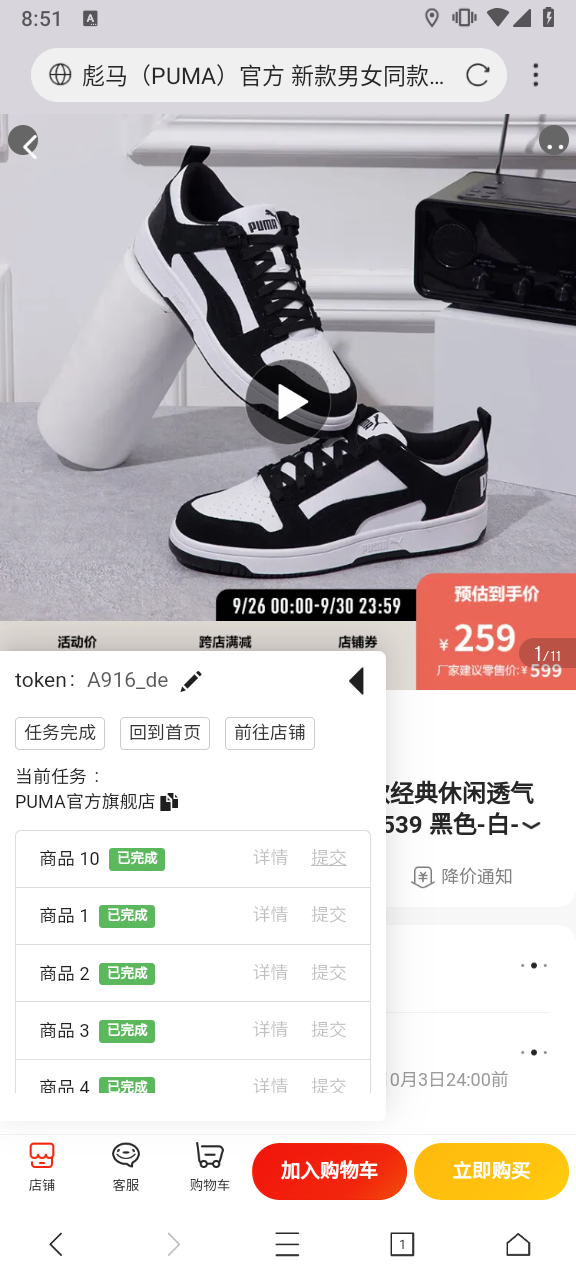 8:51
A
彪马（PUMA）官方 新款男女同款...
PUMA
9/26 00:00-9/30 23:59
预估到手价
¥ 259
厂家建议零售价:¥599
1/11
活动价
跨店满减
店铺券
token： A916_de
任务完成
回到首页
前往店铺
当前任务：
PUMA官方旗舰店
款经典休闲透气
539 黑色-白-
降价通知
商品 10 已完成 详情 提交
商品 1 已完成 详情 提交
商品 2 已完成 详情 提交
商品 3 已完成 详情 提交
商品 4 已完成 详情 提交
0月3日24:00前
店铺
客服
购物车
加入购物车
立即购买
1